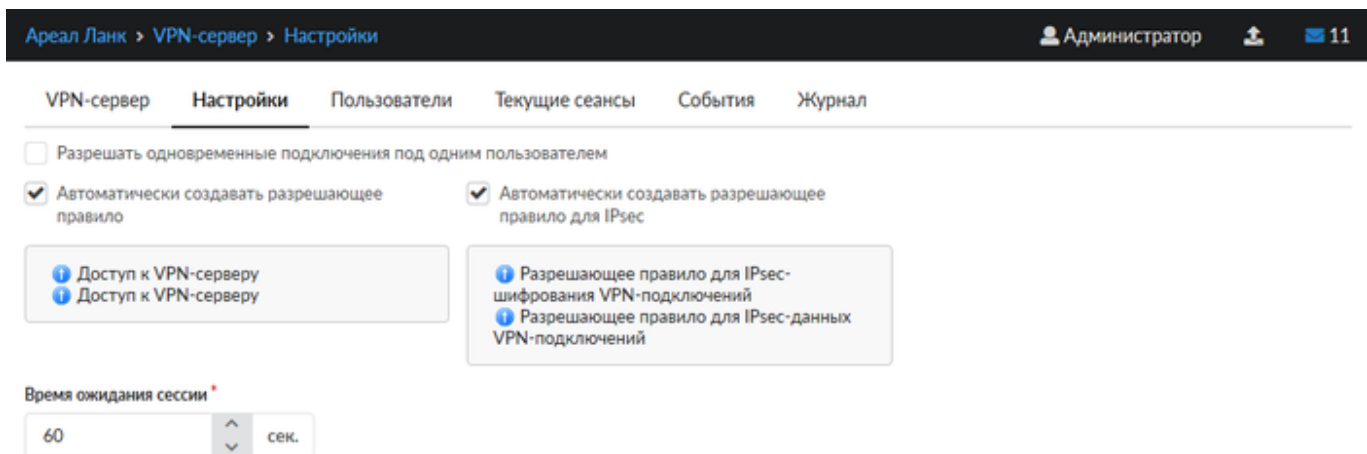 Ареал Ланк > VPN-сервер > Настройки Администратор 11
VPN-сервер Настройки Пользователи Текущие сеансы События Журнал
Разрешать одновременные подключения под одним пользователем
Автоматически создавать разрешающее
правило
Автоматически создавать разрешающее
правило для IPsec
Доступ к VPN-серверу
Доступ к VPN-серверу
Разрешающее правило для IPsec-
шифрования VPN-подключений
Разрешающее правило для IPsec-данных
VPN-подключений
Время ожидания сессии *
60 сек.